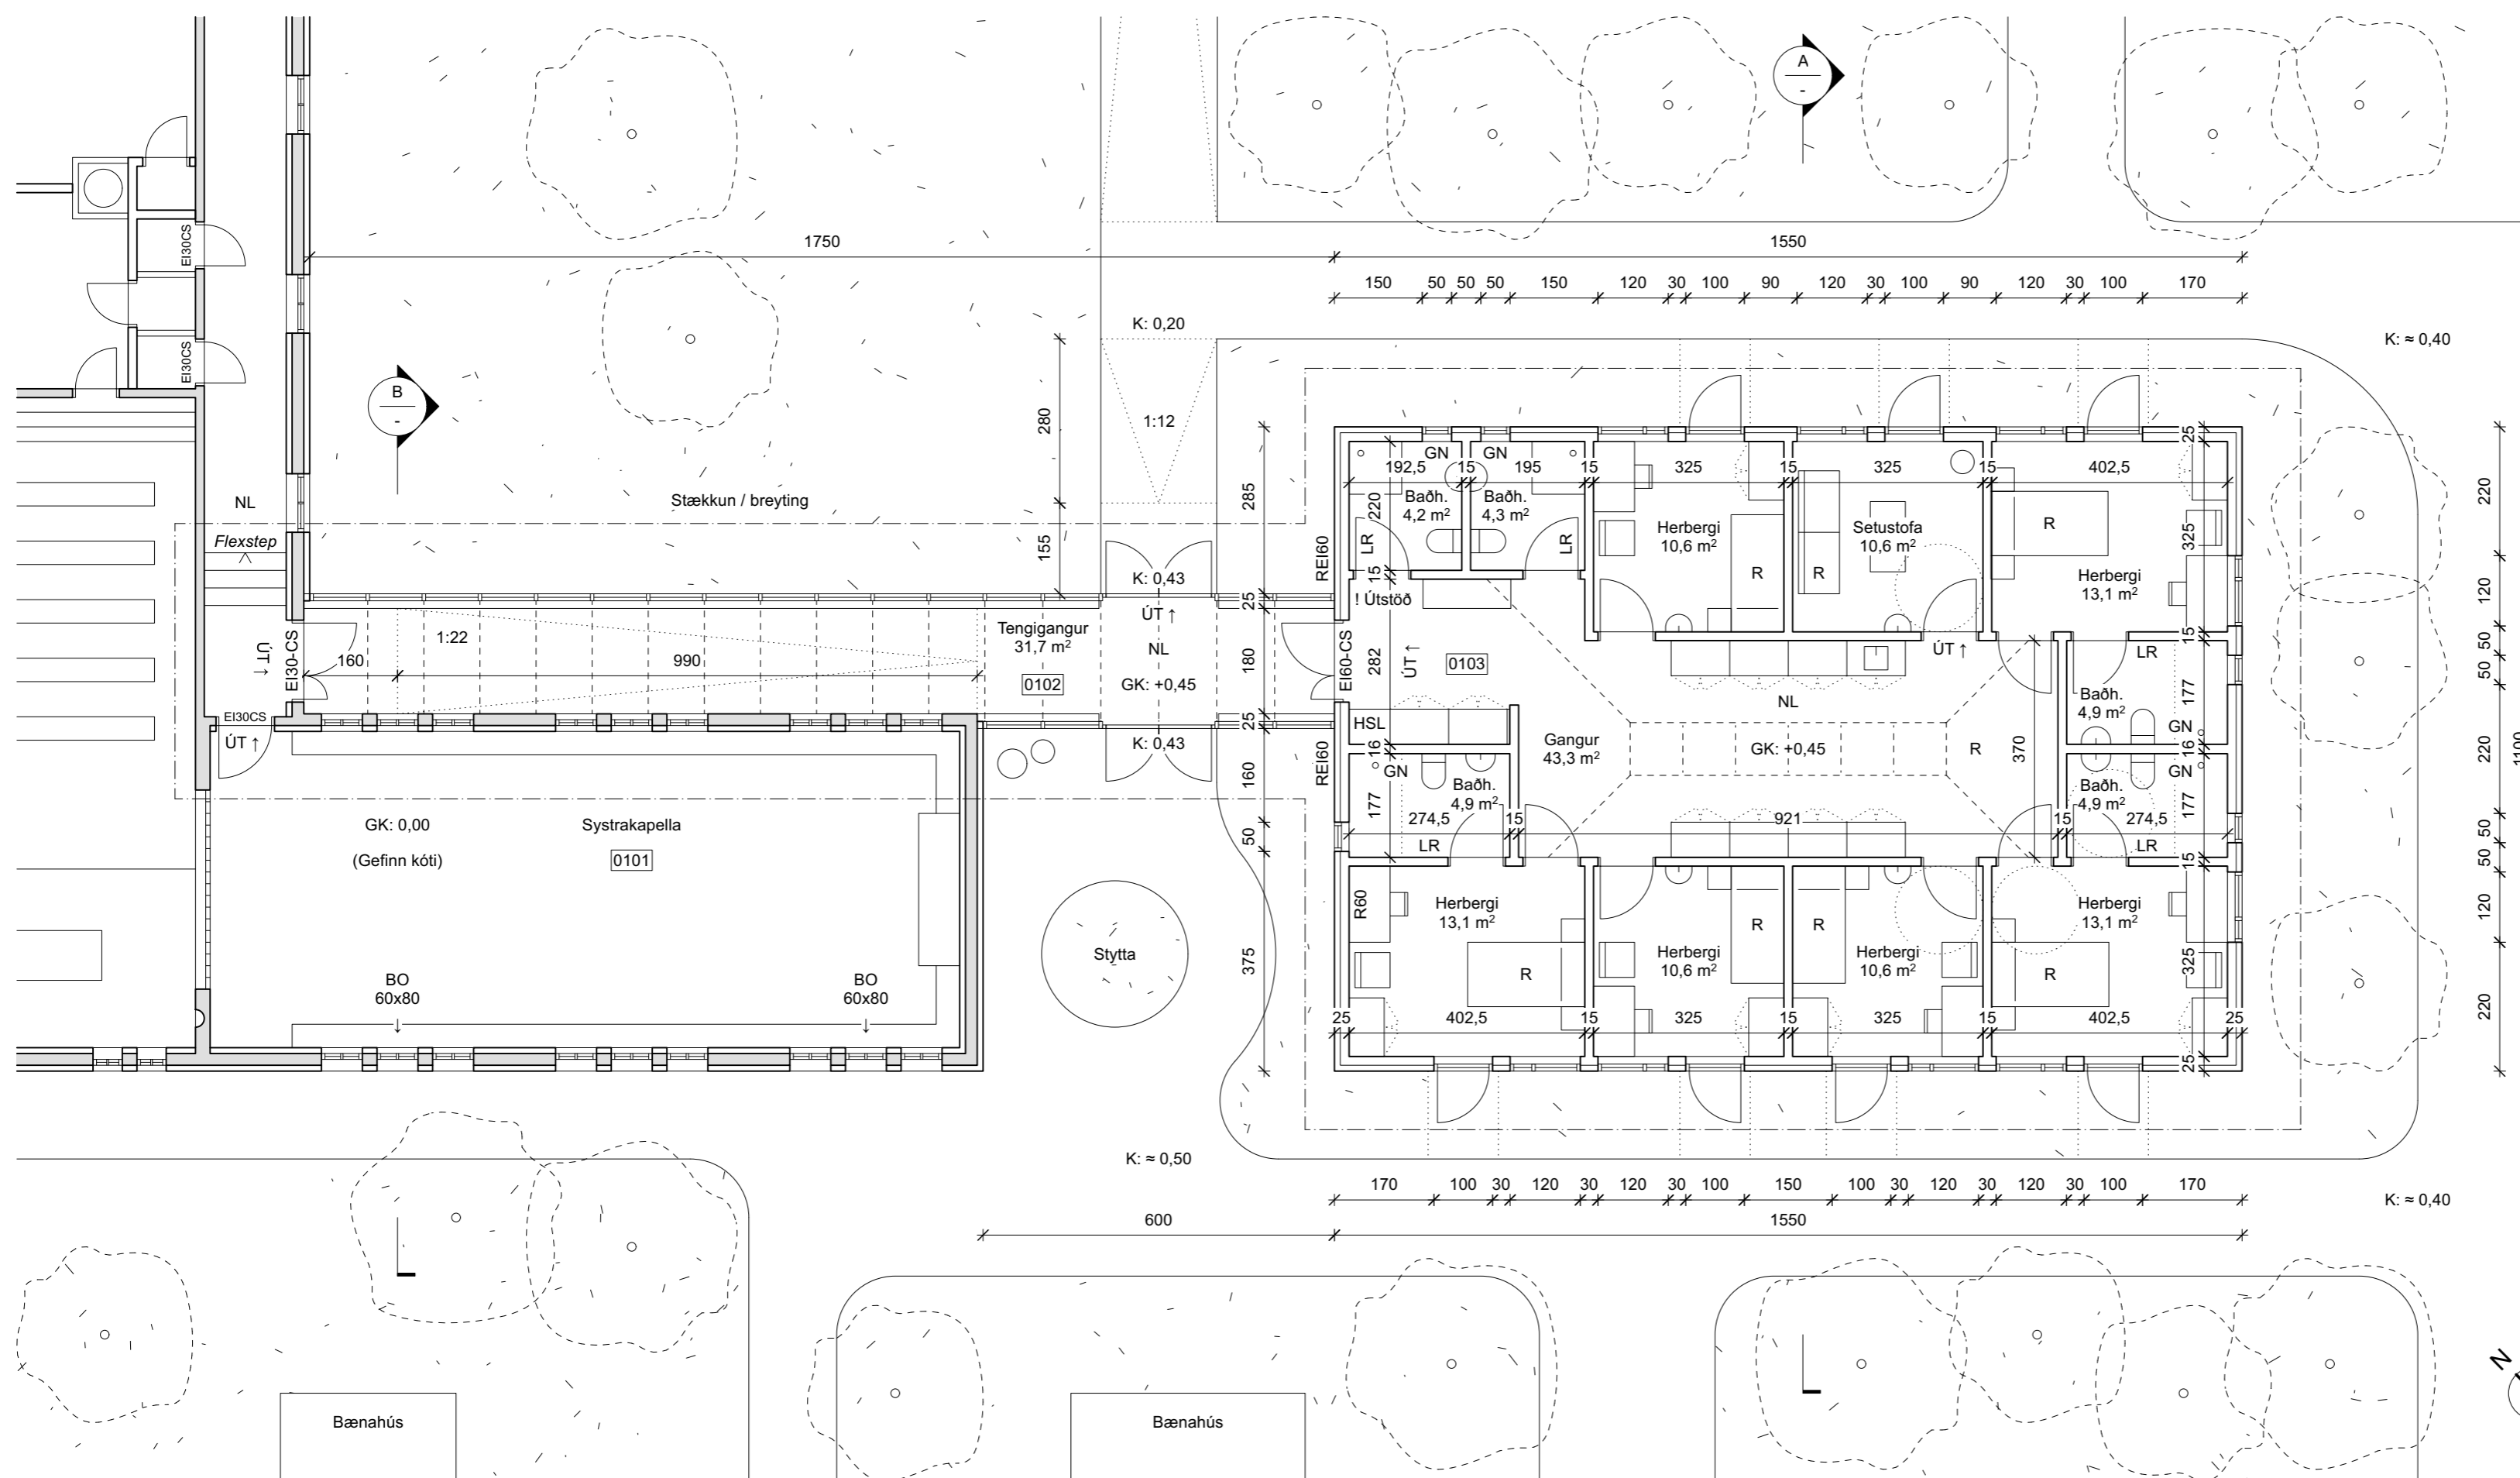 A
-
1750
1550
150 50 50 50 150 120 30 100 90 120 30 100 90 120 30 100 170
K: 0,20
K: ≈ 0,40
EI30CS
EI30CS
B
-
280
1:12
155
285
Stækkun / breyting
NL
Flexstep
ÚT ↑
EI30-CS
EI30CS
ÚT ↑
1:22
160
990
Tengigangur
31,7 m²
0102
K: 0,43
ÚT ↑
NL
GK: +0,45
K: 0,43
25
180
25
160
50
375
REI60
REI60
EI60-CS
GN
GN
192,5 15 195 15 325 15 325 15 402,5
25
220
Baðh.
4,2 m²
Baðh.
4,3 m²
LR
LR
15
! Útstöð
282
ÚT ↑
0103
Herbergi
10,6 m²
R
Setustofa
10,6 m²
R
R
325
Herbergi
13,1 m²
15
ÚT ↑
NL
LR
177
Baðh.
4,9 m²
GN
16
HSL
16
GN
Gangur
43,3 m²
GK: +0,45
R
370
GN
Baðh.
4,9 m²
177
Baðh.
4,9 m²
177
274,5 15 921 15 274,5
LR
LR
15
R60
Herbergi
13,1 m²
R
Herbergi
10,6 m²
R
R
Herbergi
10,6 m²
R
Herbergi
13,1 m²
325
25 402,5 15 325 15 325 15 402,5 25
25
220
120
50
50
220
1100
50
50
120
220
GK: 0,00
(Gefinn kóti)
Systrakapella
0101
BO
60x80
↓
BO
60x80
↓
Stytta
K: ≈ 0,50
170 100 30 120 30 120 30 100 150 100 30 120 30 120 30 100 170
K: ≈ 0,40
600
1550
Bænahús
Bænahús
N